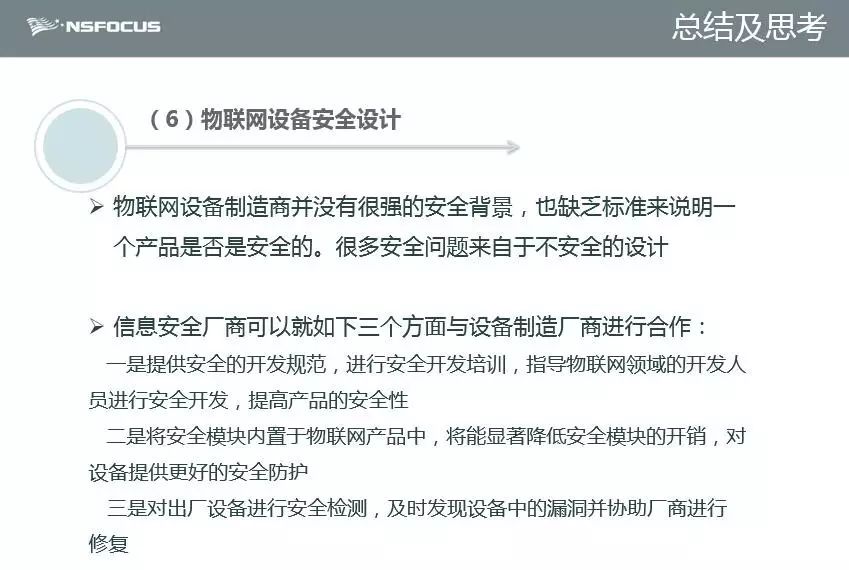 NSFOCUS
总结及思考
（6）物联网设备安全设计
物联网设备制造商并没有很强的安全背景，也缺乏标准来说明一
个产品是否是安全的。很多安全问题来自于不安全的设计
信息安全厂商可以就如下三个方面与设备制造厂商进行合作：
一是提供安全的开发规范，进行安全开发培训，指导物联网领域的开发人
员进行安全开发，提高产品的安全性
二是将安全模块内置于物联网产品中，将能显著降低安全模块的开销，对
设备提供更好的安全防护
三是对出厂设备进行安全检测，及时发现设备中的漏洞并协助厂商进行
修复